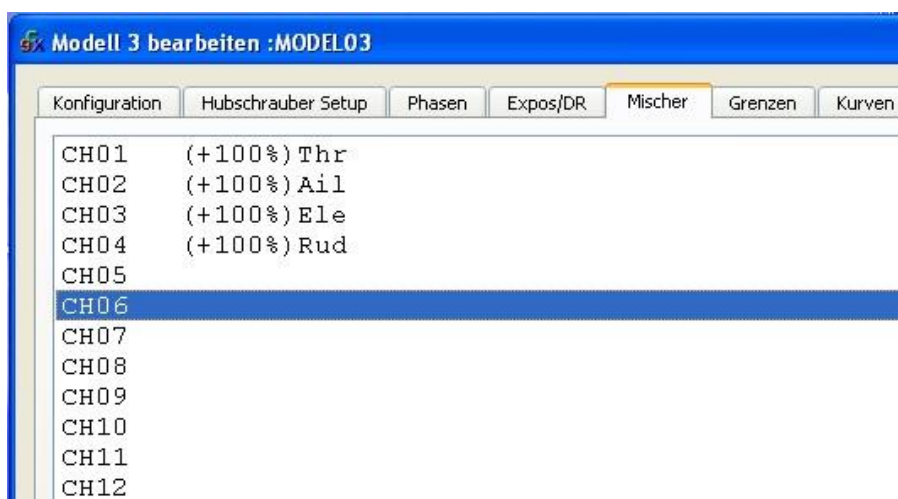 Modell 3 bearbeiten :MODEL03
Konfiguration Hubschrauber Setup Phasen Expos/DR Mischer Grenzen Kurven
CH01 (+100%)Thr
CH02 (+100%)Ail
CH03 (+100%)Ele
CH04 (+100%)Rud
CH05
CH06
CH07
CH08
CH09
CH10
CH11
CH12